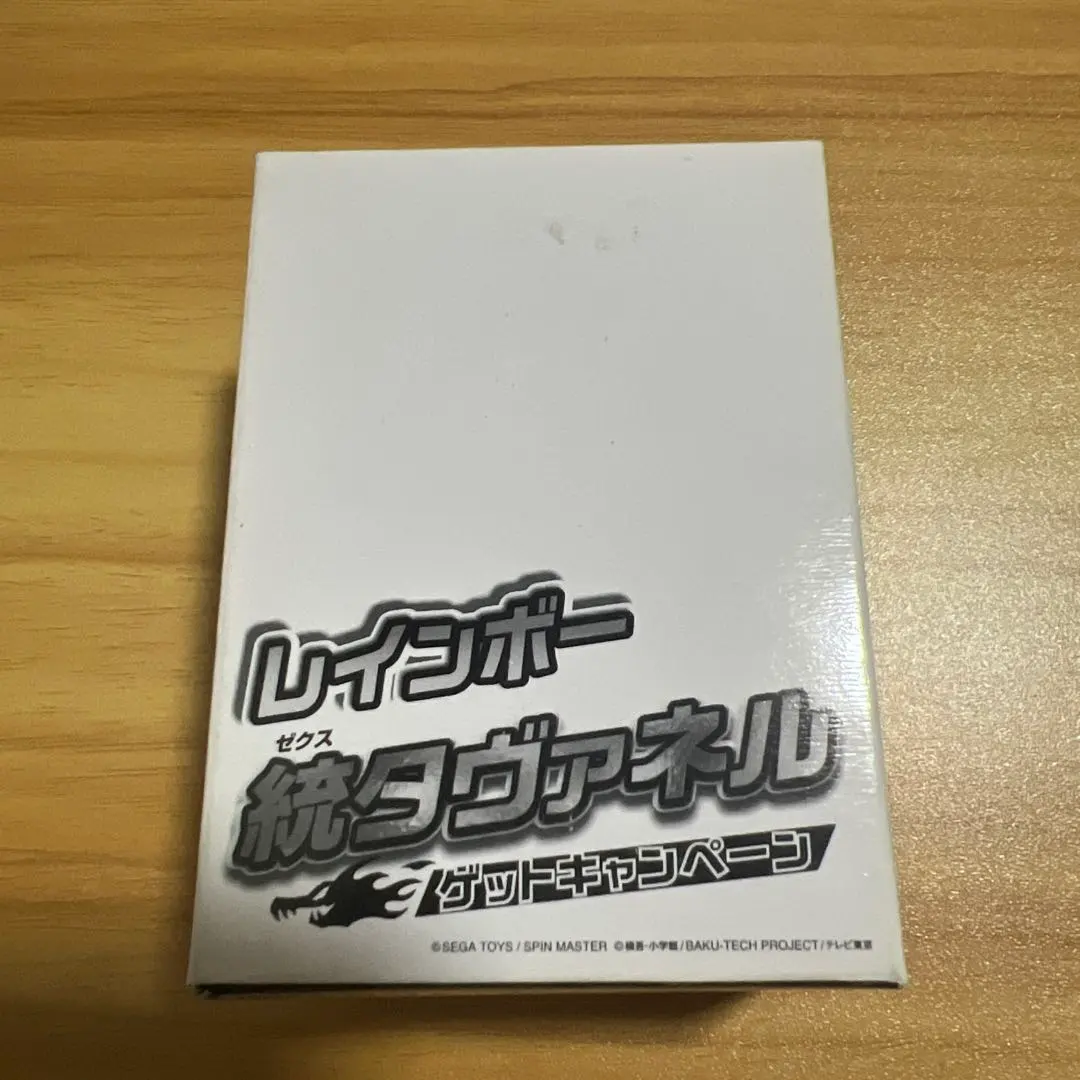 レインボー
ゼクス
統タヴァネル
ゲットキャンペーン
©SEGA TOYS / SPIN MASTER ©横吾・小学館/BAKU-TECH PROJECT/テレビ東京